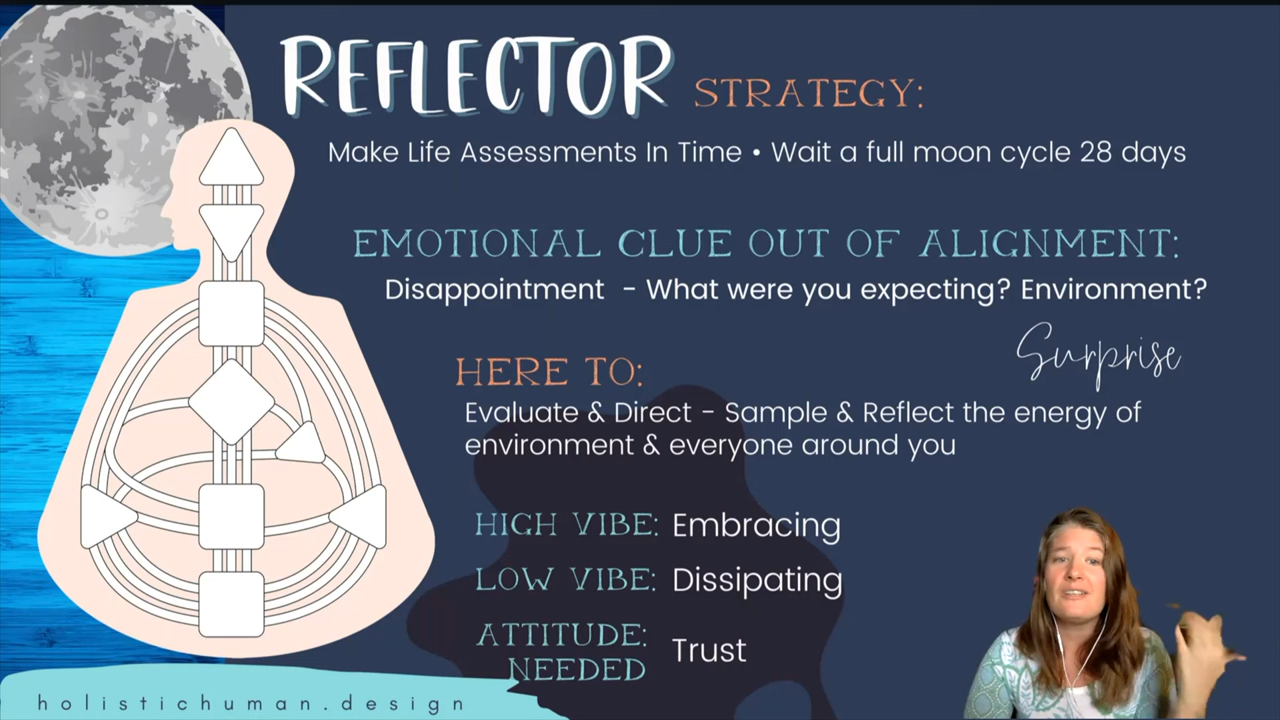 REFLECTOR STRATEGY:
Make Life Assessments In Time • Wait a full moon cycle 28 days
EMOTIONAL CLUE OUT OF ALIGNMENT:
Disappointment - What were you expecting? Environment?
Surprise
HERE TO:
Evaluate & Direct - Sample & Reflect the energy of
environment & everyone around you
HIGH VIBE: Embracing
LOW VIBE: Dissipating
ATTITUDE:
NEEDED
Trust
holistichuman.design